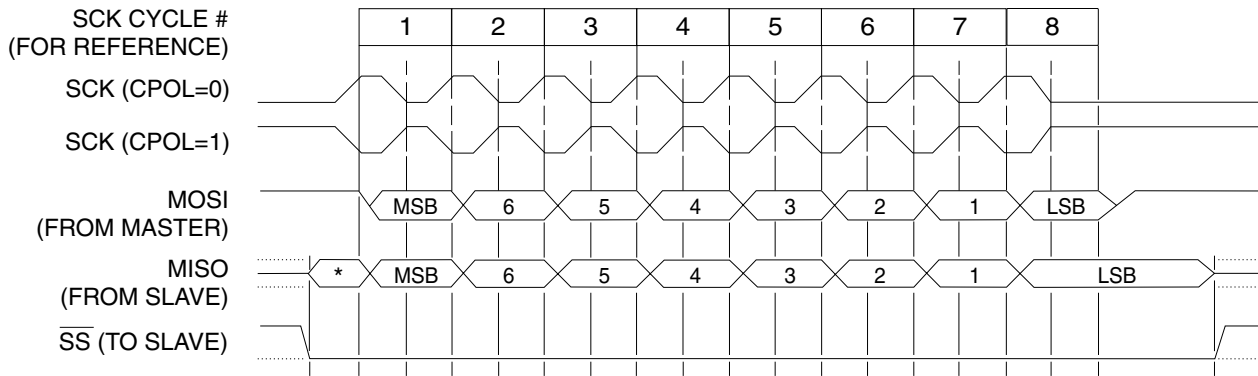 SCK CYCLE # 1 2 3 4 5 6 7 8
(FOR REFERENCE)
SCK (CPOL=0)
SCK (CPOL=1)
MOSI MSB 6 5 4 3 2 1 LSB
(FROM MASTER)
MISO * MSB 6 5 4 3 2 1 LSB
(FROM SLAVE)
SS (TO SLAVE)